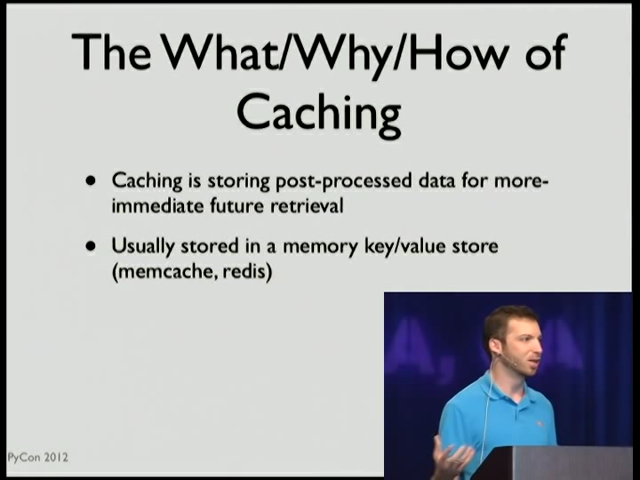 The What/Why/How of
Caching
• Caching is storing post-processed data for more-
immediate future retrieval
• Usually stored in a memory key/value store
(memcache, redis)
PyCon 2012